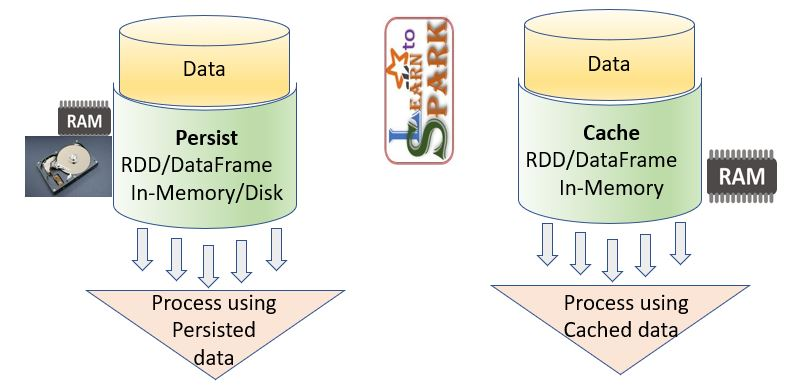 Data
RAM
Persist
RDD/DataFrame
In-Memory/Disk
Process using
Persisted
data
LEARN to
SPARK
Data
Cache
RDD/DataFrame
In-Memory
RAM
Process using
Cached data